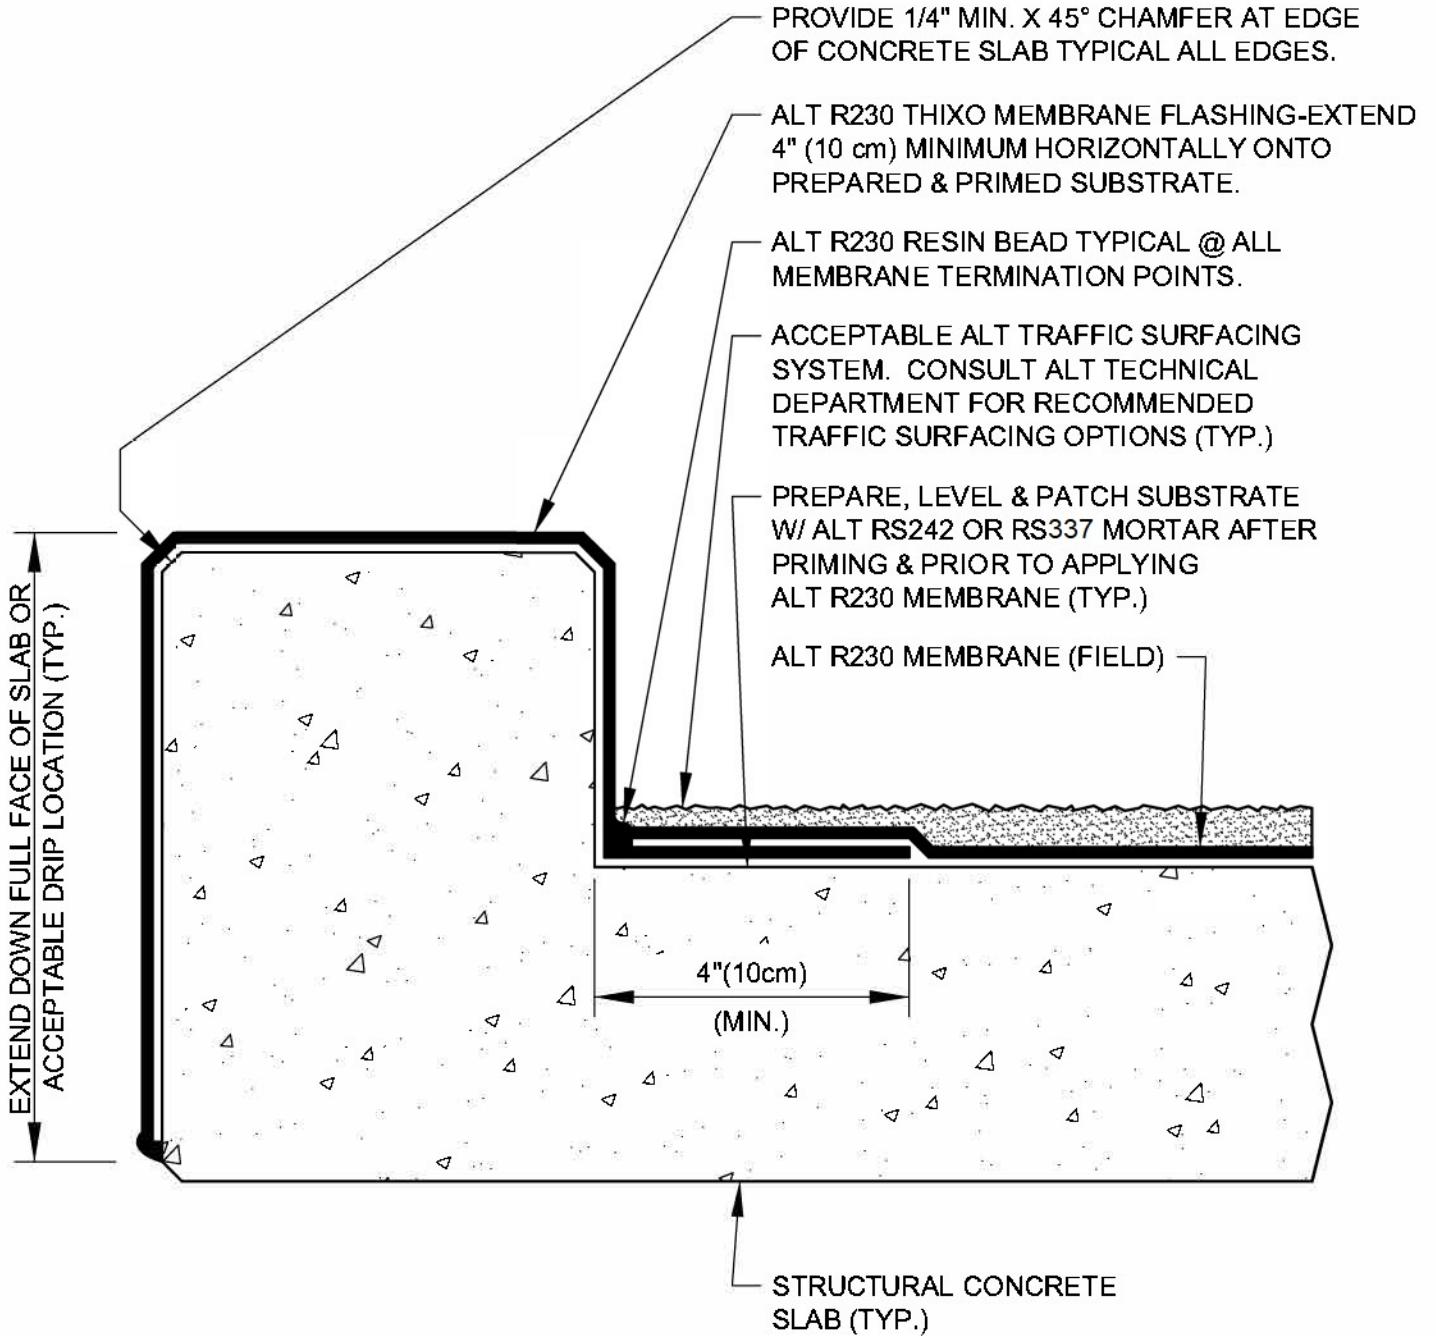 PROVIDE 1/4" MIN. X 45° CHAMFER AT EDGE
OF CONCRETE SLAB TYPICAL ALL EDGES.
ALT R230 THIXO MEMBRANE FLASHING-EXTEND
4" (10 cm) MINIMUM HORIZONTALLY ONTO
PREPARED & PRIMED SUBSTRATE.
ALT R230 RESIN BEAD TYPICAL @ ALL
MEMBRANE TERMINATION POINTS.
ACCEPTABLE ALT TRAFFIC SURFACING
SYSTEM. CONSULT ALT TECHNICAL
DEPARTMENT FOR RECOMMENDED
TRAFFIC SURFACING OPTIONS (TYP.)
PREPARE, LEVEL & PATCH SUBSTRATE
W/ ALT RS242 OR RS337 MORTAR AFTER
PRIMING & PRIOR TO APPLYING
ALT R230 MEMBRANE (TYP.)
ALT R230 MEMBRANE (FIELD)
EXTEND DOWN FULL FACE OF SLAB OR
ACCEPTABLE DRIP LOCATION (TYP.)
4"(10cm)
(MIN.)
STRUCTURAL CONCRETE
SLAB (TYP.)